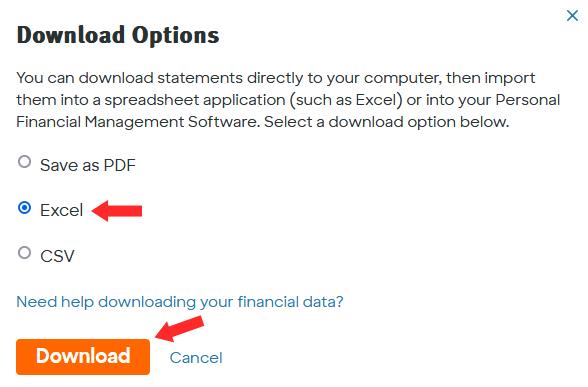 Download Options
You can download statements directly to your computer, then import
them into a spreadsheet application (such as Excel) or into your Personal
Financial Management Software. Select a download option below.
Save as PDF
Excel
CSV
Need help downloading your financial data?
Download Cancel